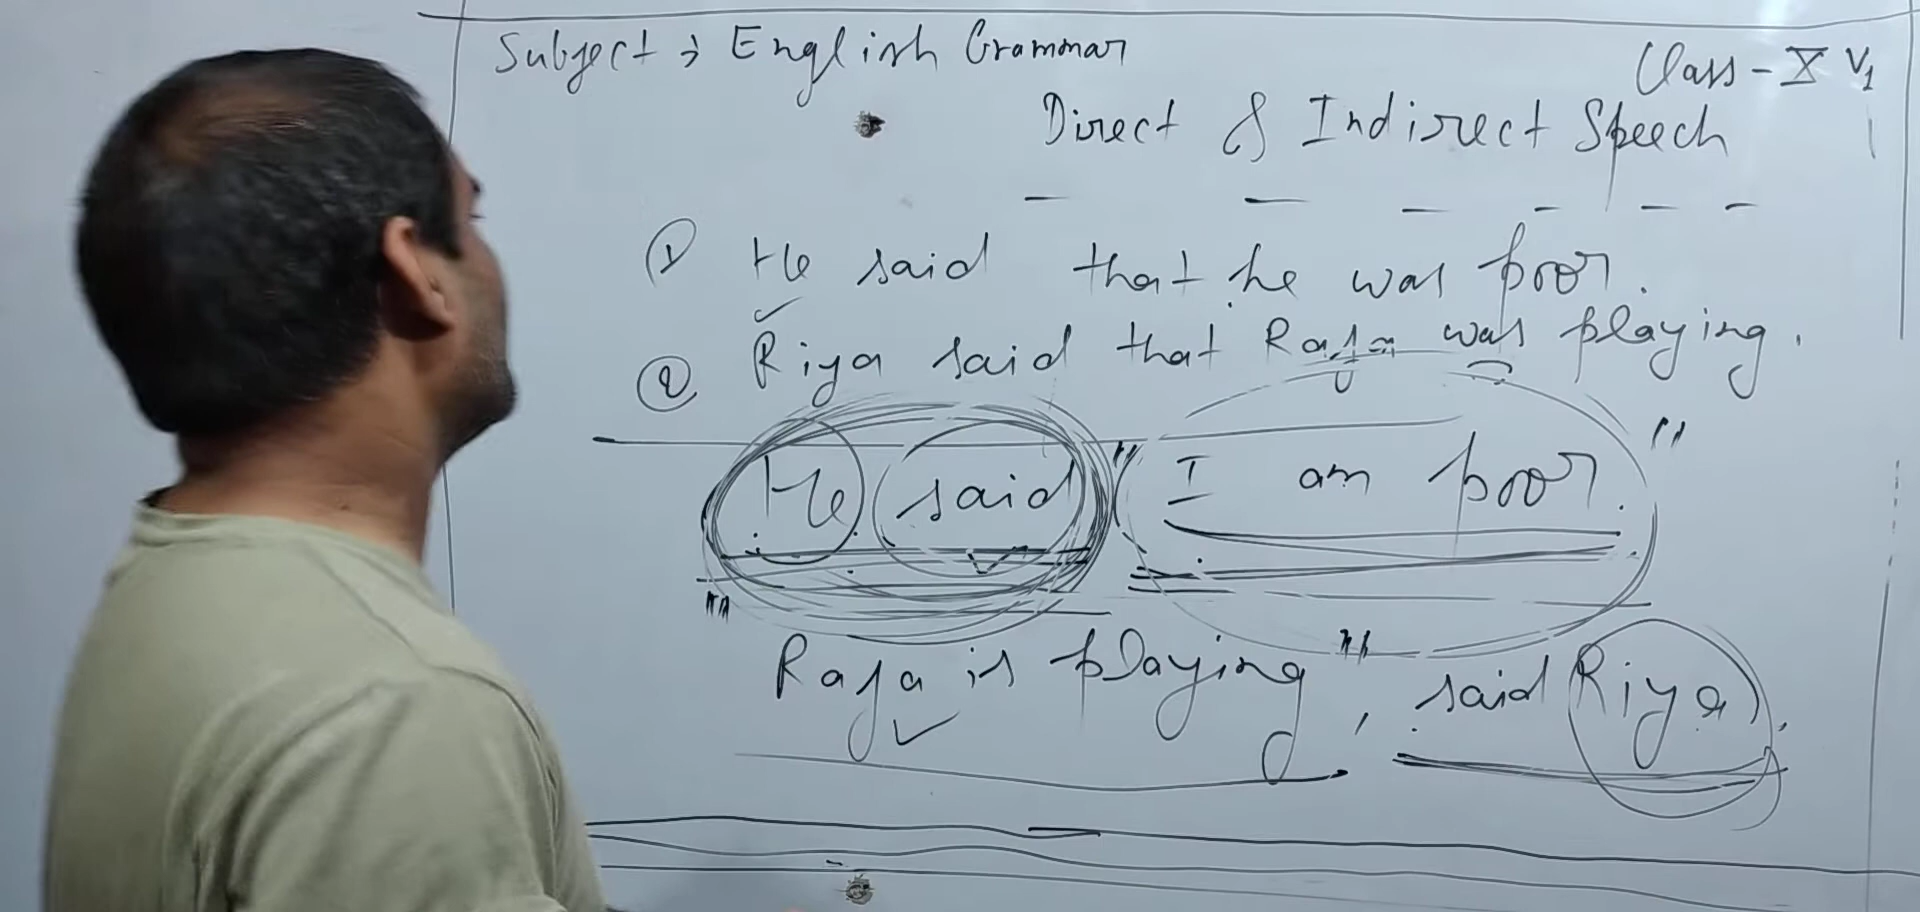 Subject → English Grammar
Class - X V1
Direct & Indirect Speech
① He said that he was poor.
② Riya said that Raja was playing.
He said "I am poor."
"Raja is playing", said Riya.